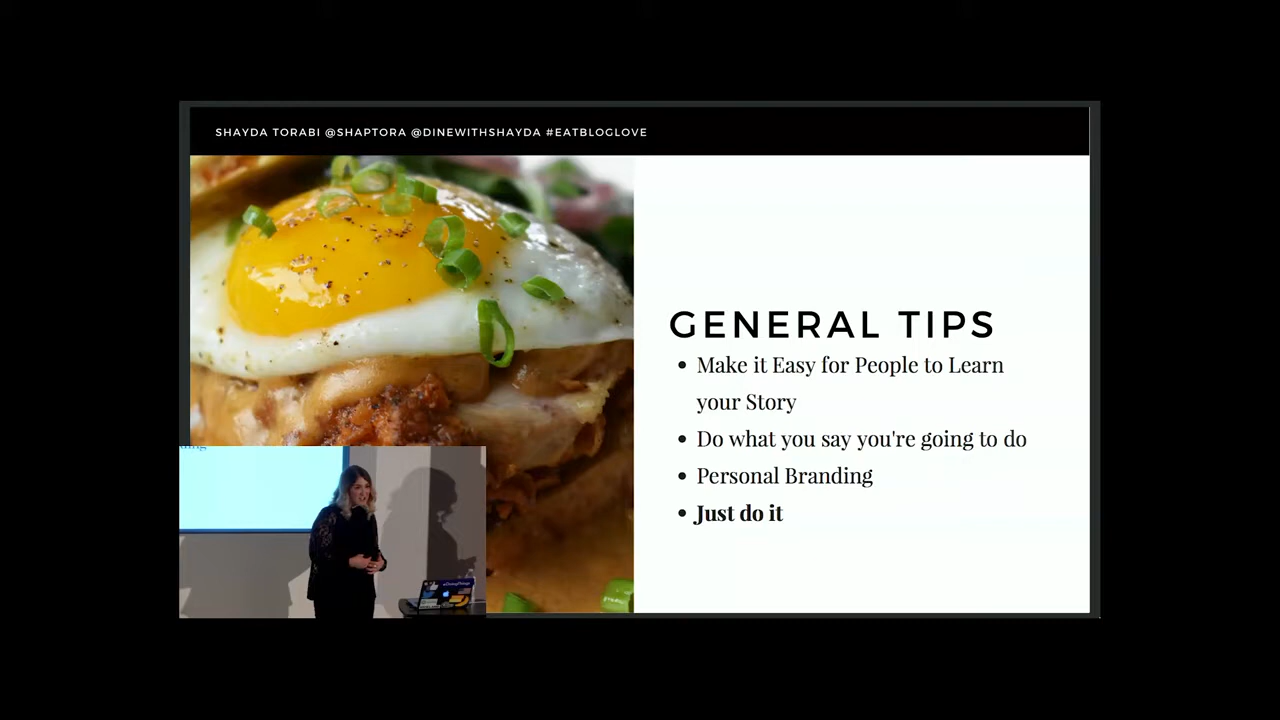 SHAYDA TORABI @SHAPTORA @DINEWITHSHAYDA #EATBLOGLOVE
GENERAL TIPS
• Make it Easy for People to Learn
your Story
• Do what you say you're going to do
• Personal Branding
• Just do it